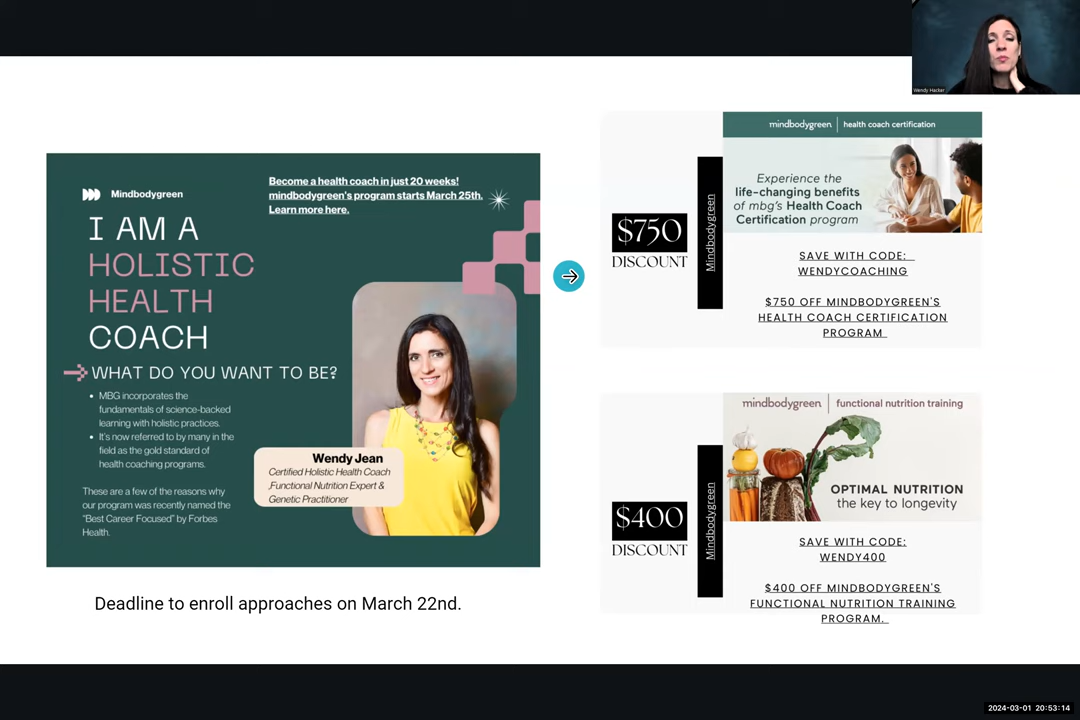 Wendy Hacker
Mindbodygreen
Become a health coach in just 20 weeks!
mindbodygreen's program starts March 25th.
Learn more here.
I AM A
HOLISTIC
HEALTH
COACH
WHAT DO YOU WANT TO BE?
• MBG incorporates the
fundamentals of science-backed
learning with holistic practices.
• It's now referred to by many in the
field as the gold standard of
health coaching programs.
These are a few of the reasons why
our program was recently named the
"Best Career Focused" by Forbes
Health.
Wendy Jean
Certified Holistic Health Coach
,Functional Nutrition Expert &
Genetic Practitioner
Deadline to enroll approaches on March 22nd.
$750
DISCOUNT
Mindbodygreen
mindbodygreen | health coach certification
Experience the
life-changing benefits
of mbg's Health Coach
Certification program
SAVE WITH CODE:
WENDYCOACHING
$750 OFF MINDBODYGREEN'S
HEALTH COACH CERTIFICATION
PROGRAM
$400
DISCOUNT
Mindbodygreen
mindbodygreen | functional nutrition training
OPTIMAL NUTRITION
the key to longevity
SAVE WITH CODE:
WENDY400
$400 OFF MINDBODYGREEN'S
FUNCTIONAL NUTRITION TRAINING
PROGRAM.
2024-03-01 20:53:14